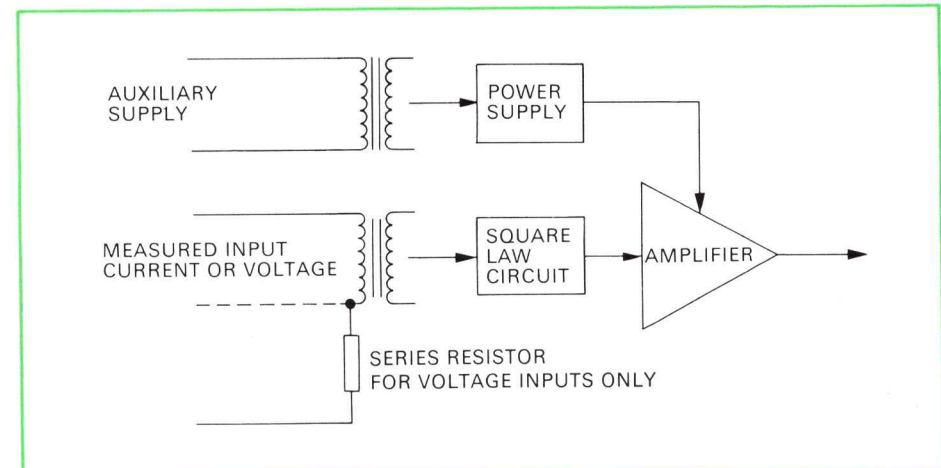 AUXILIARY
SUPPLY
POWER
SUPPLY
MEASURED INPUT
CURRENT OR VOLTAGE
SQUARE
LAW
CIRCUIT
AMPLIFIER
SERIES RESISTOR
FOR VOLTAGE INPUTS ONLY